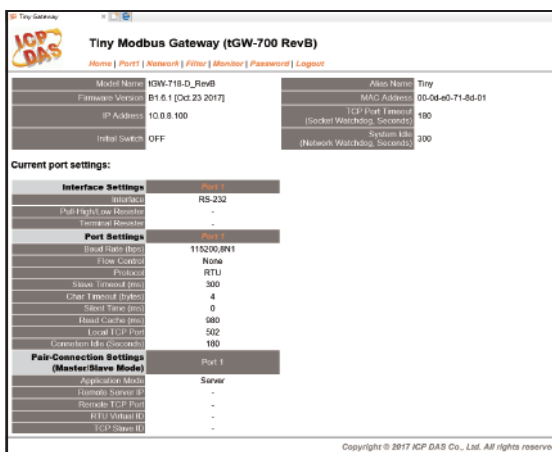 Tiny Gateway
ICP DAS
Tiny Modbus Gateway (tGW-700 RevB)
Home | Port1 | Network | Filter | Monitor | Password | Logout
Model Name tGW-718-D_RevB Alias Name Tiny
Firmware Version B1.6.1 [Oct.23 2017] MAC Address 00-0d-e0-71-8d-01
IP Address 10.0.8.100 TCP Port Timeout (Socket Watchdog, Seconds) 180
Initial Switch OFF System Idle (Network Watchdog, Seconds) 300
Current port settings:
Interface Settings Port 1
Interface RS-232
Pull-High/Low Resistor -
Terminal Resistor -
Port Settings Port 1
Baud Rate (bps) 115200,8N1
Flow Control None
Protocol RTU
Slave Timeout (ms) 300
Char Timeout (bytes) 4
Silent Time (ms) 0
Read Cache (ms) 980
Local TCP Port 502
Connetion Idle (Seconds) 180
Pair-Connection Settings (Master/Slave Mode) Port 1
Application Mode Server
Remote Server IP -
Remote TCP Port -
RTU Virtual ID -
TCP Slave ID -
Copyright © 2017 ICP DAS Co., Ltd. All rights reserve